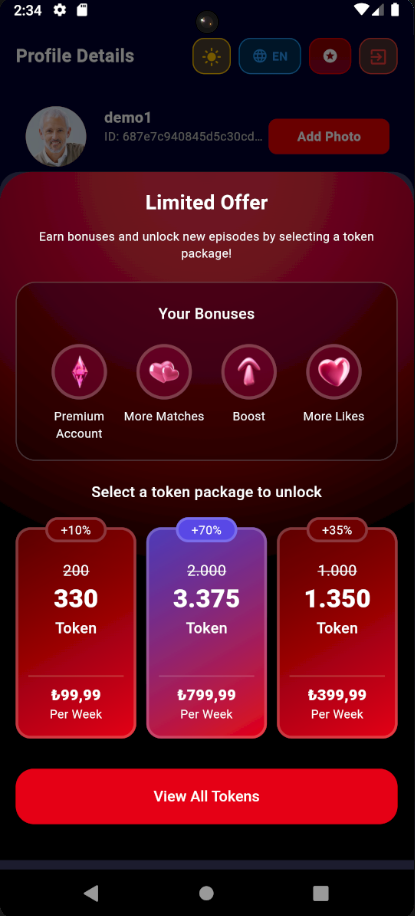 2:34
Profile Details
EN
demo1
ID: 687e7c940845d5c30cd...
Add Photo
Limited Offer
Earn bonuses and unlock new episodes by selecting a token
package!
Your Bonuses
Premium
Account
More Matches
Boost
More Likes
Select a token package to unlock
+10%
200
330
Token
₺99,99
Per Week
+70%
2.000
3.375
Token
₺799,99
Per Week
+35%
1.000
1.350
Token
₺399,99
Per Week
View All Tokens